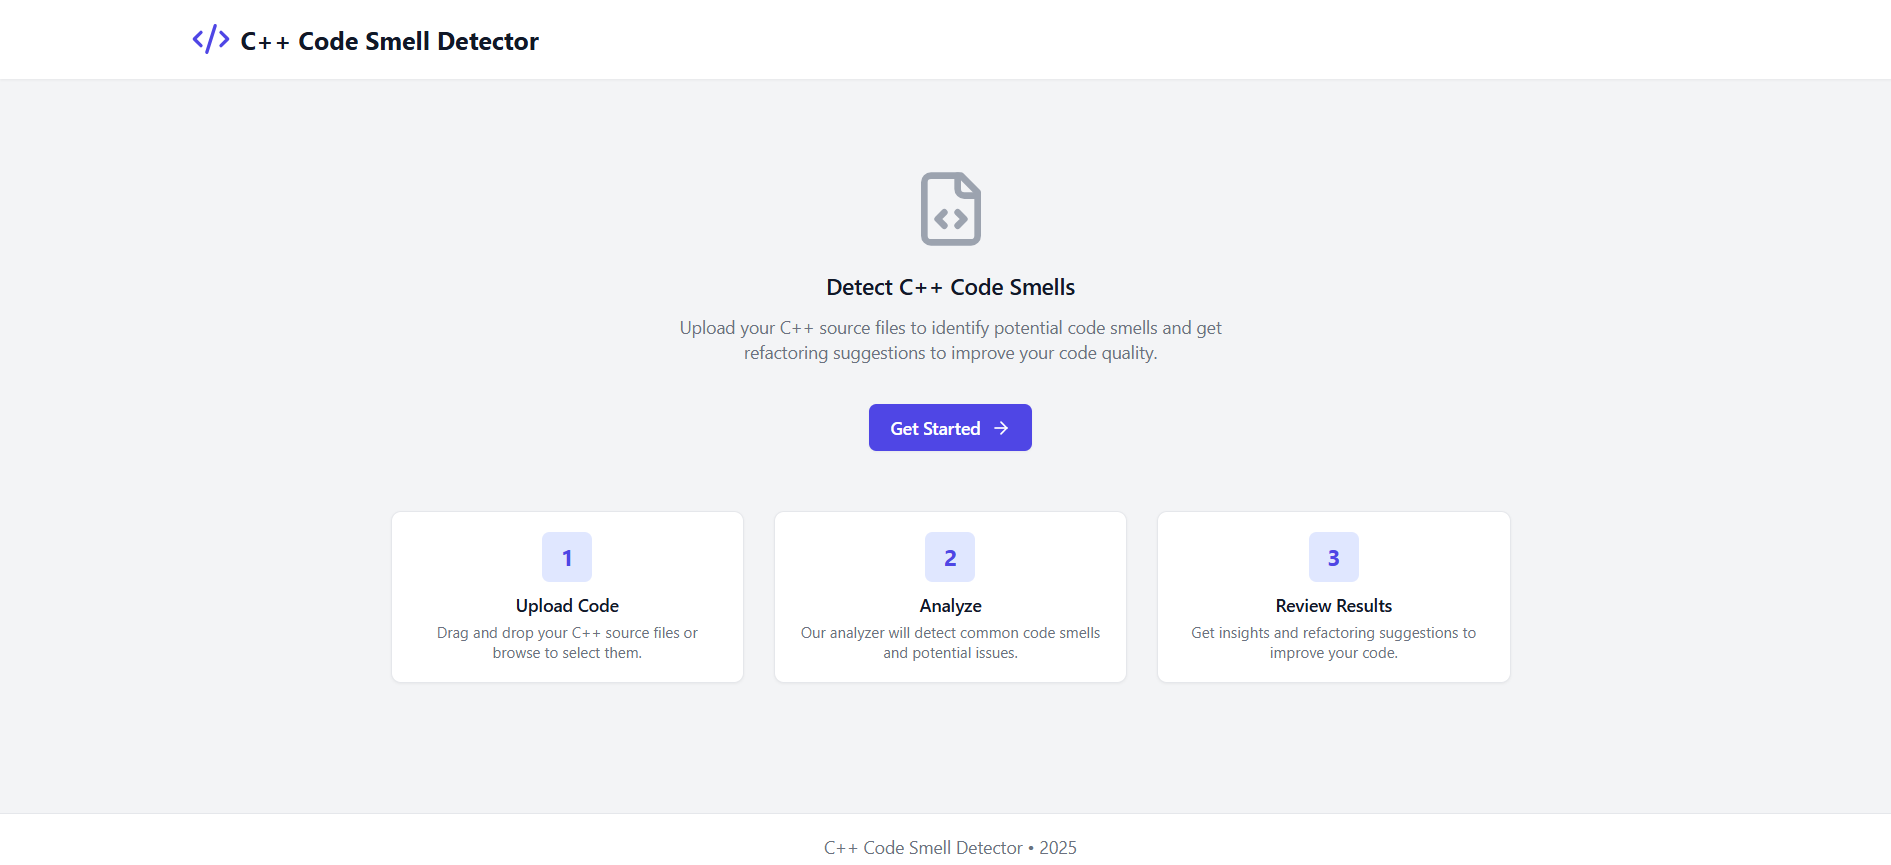 C++ Code Smell Detector
Detect C++ Code Smells
Upload your C++ source files to identify potential code smells and get
refactoring suggestions to improve your code quality.
Get Started
1
Upload Code
Drag and drop your C++ source files or
browse to select them.
2
Analyze
Our analyzer will detect common code smells
and potential issues.
3
Review Results
Get insights and refactoring suggestions to
improve your code.
C++ Code Smell Detector • 2025